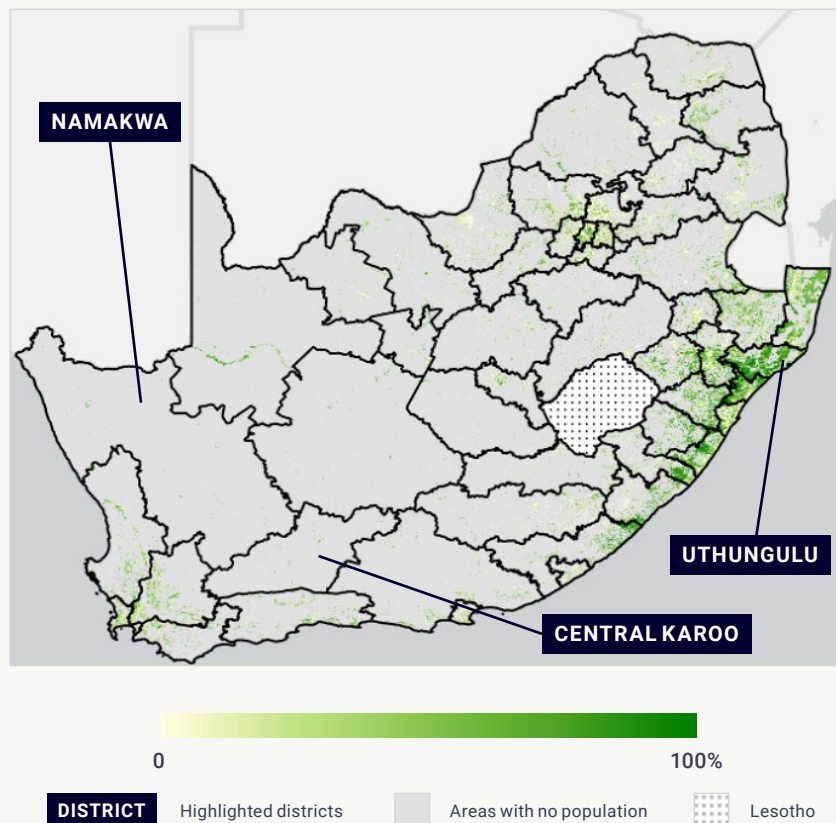 NAMAKWA
UTHUNGULU
CENTRAL KAROO
0 100%
DISTRICT Highlighted districts Areas with no population Lesotho